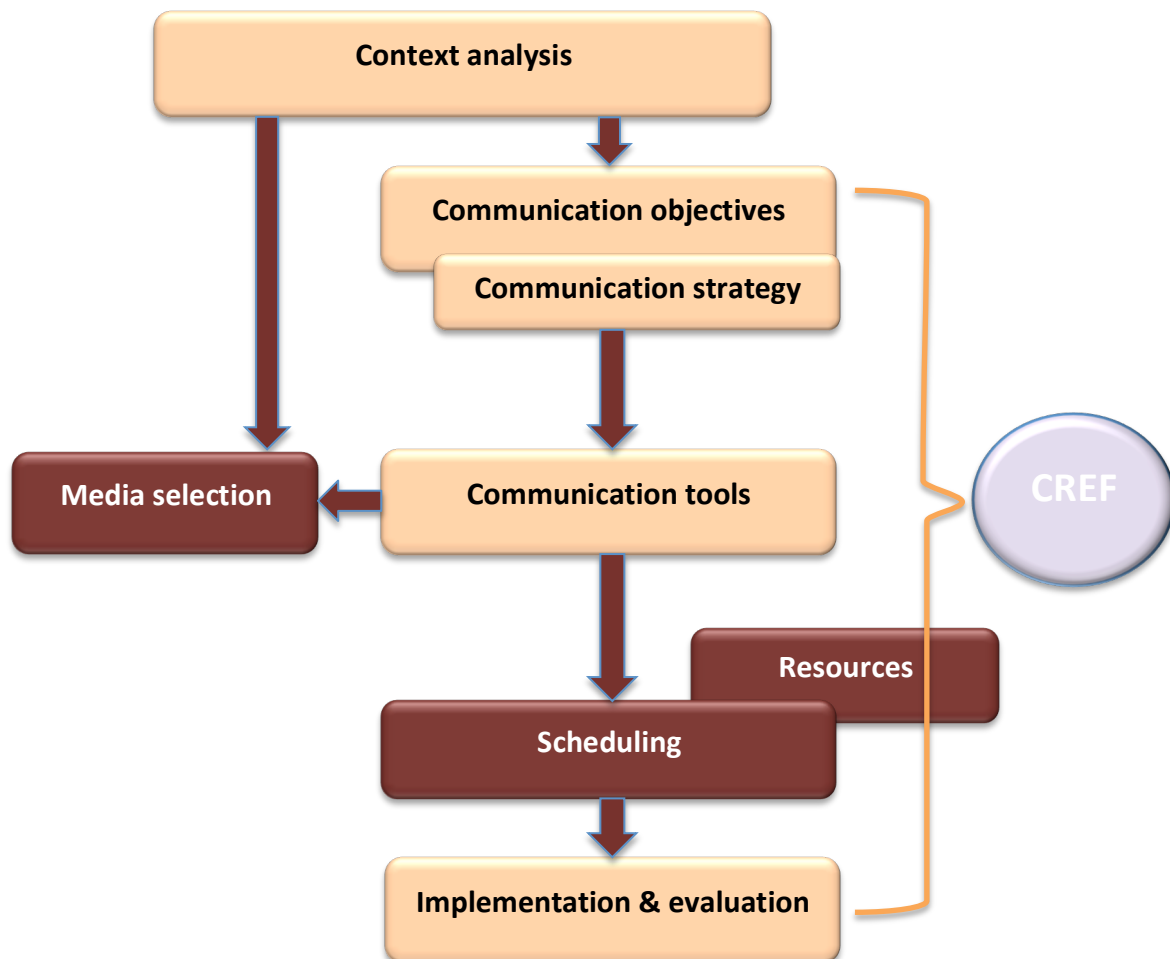 Context analysis
Communication objectives
Communication strategy
Media selection
Communication tools
CREF
Resources
Scheduling
Implementation & evaluation